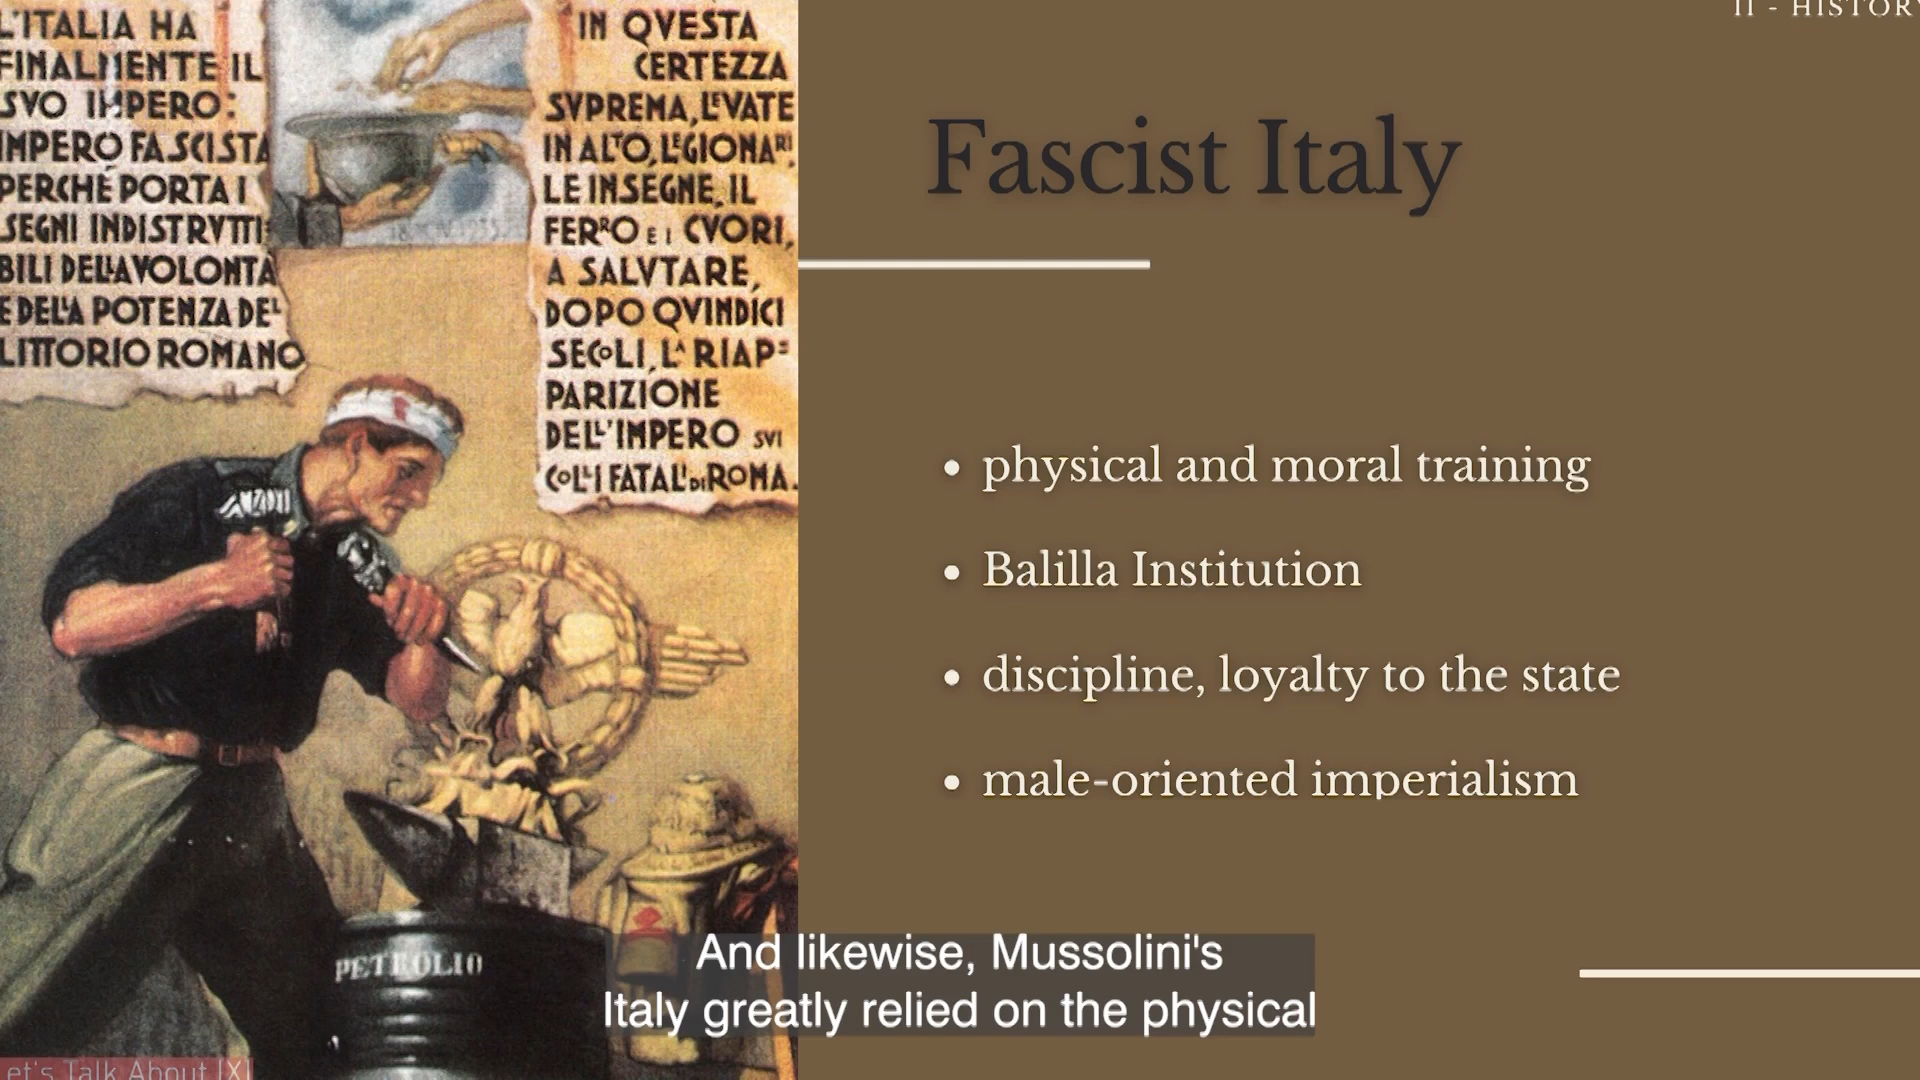 II - HISTORY
L'ITALIA HA
FINALMENTE IL
SVO IMPERO:
IMPERO FASCISTA
PERCHÈ PORTA I
SEGNI INDISTRVTTI=
BILI DELLA VOLONTA
E DELLA POTENZA DEL
LITTORIO ROMANO
IN QVESTA
CERTEZZA
SVPREMA, LEVATE
IN ALTO, LEGIONARI,
LE INSEGNE, IL
FERRO E I CVORI,
A SALVTARE,
DOPO QVINDICI
SECOLI, LA RIAP=
PARIZIONE
DELL'IMPERO SVI
COLLI FATALI DI ROMA.
PETROLIO
Fascist Italy
• physical and moral training
• Balilla Institution
• discipline, loyalty to the state
• male-oriented imperialism
And likewise, Mussolini's
Italy greatly relied on the physical
et's Talk About [X]